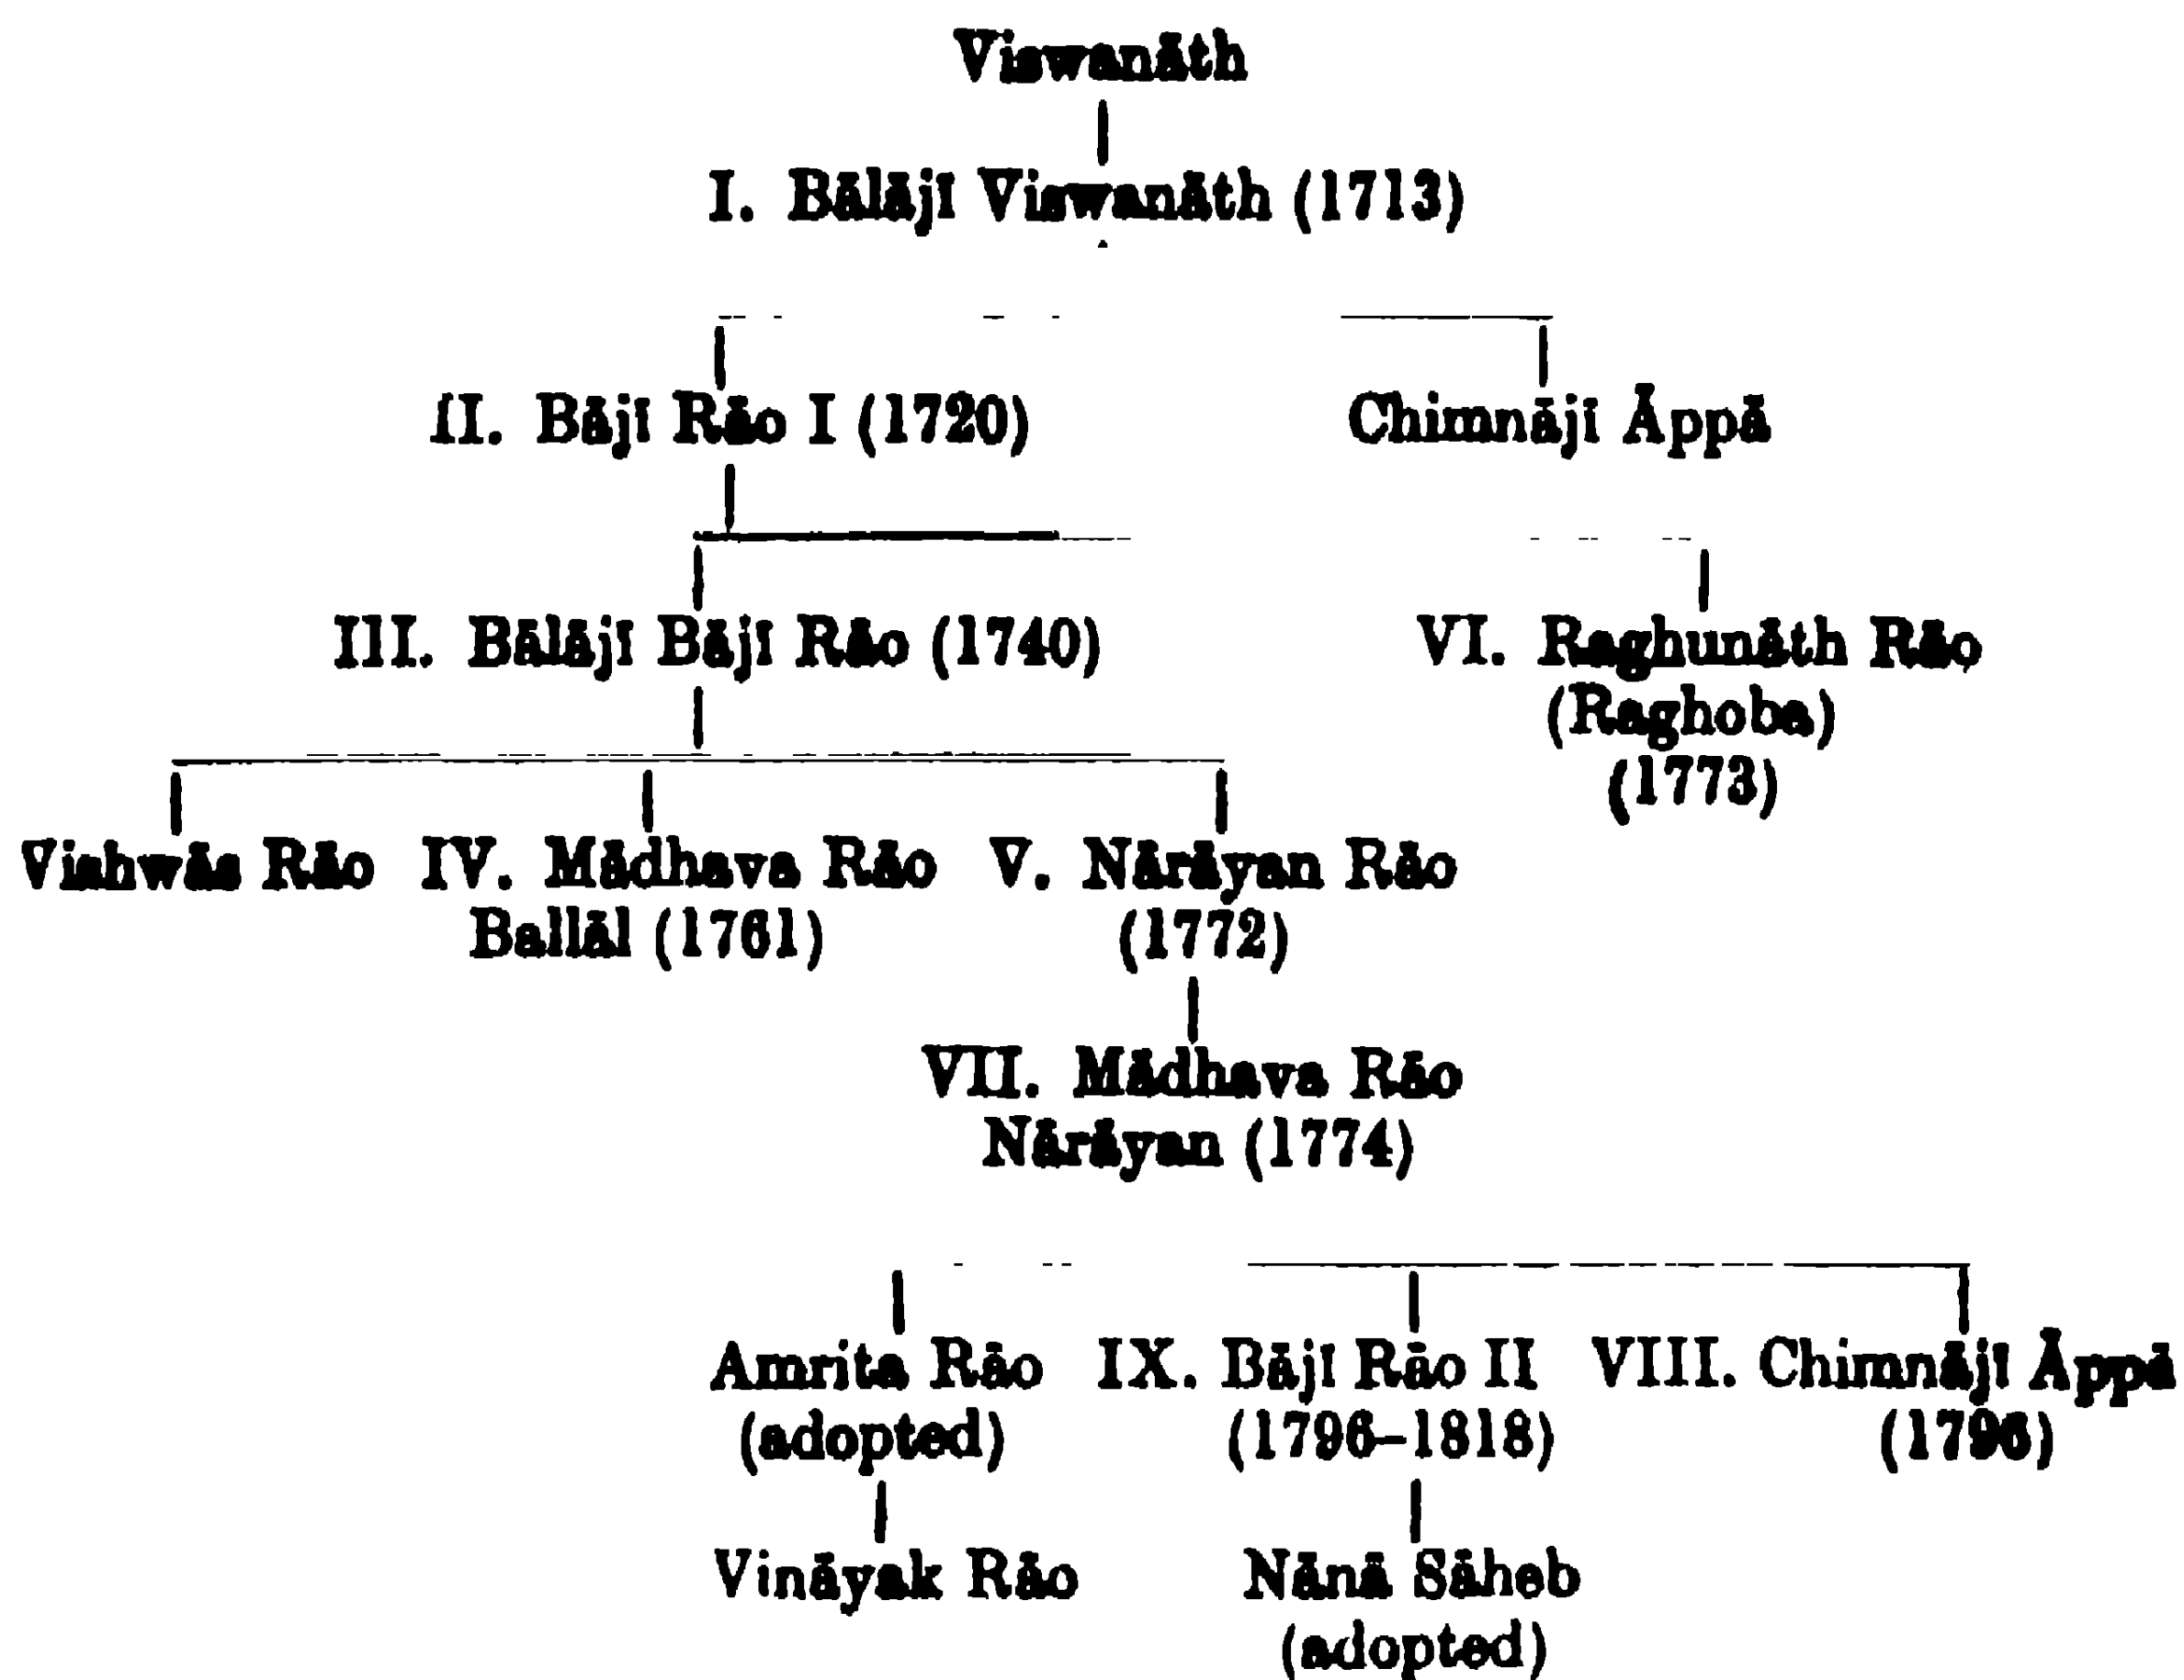 Viswanāth
I. Bālājī Viswanāth (1713)
II. Bājī Rāo I (1720) Chimnājī Āppā
III. Bālājī Bājī Rāo (1740) VI. Raghunāth Rāo
(Raghoba)
(1773)
Vishwās Rāo IV. Mādhava Rāo V. Nārāyan Rāo
Ballāl (1761) (1772)
VII. Mādhava Rāo
Nārāyan (1774)
Amrita Rāo IX. Bājī Rāo II VIII. Chimnājī Āppā
(adopted) (1796–1818) (1796)
Vināyak Rāo Nānā Sāheb
(adopted)